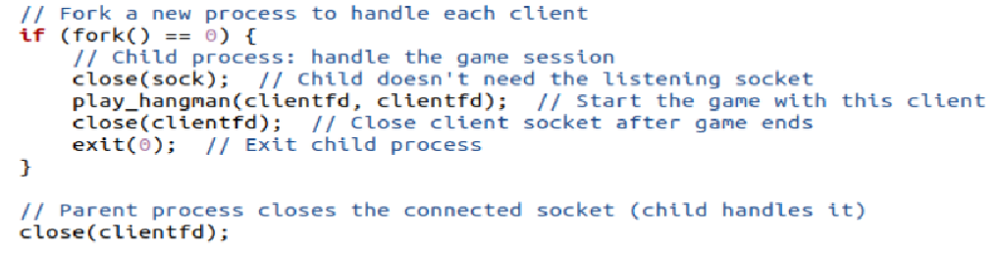 // Fork a new process to handle each client
if (fork() == 0) {
    // Child process: handle the game session
    close(sock);  // Child doesn't need the listening socket
    play_hangman(clientfd, clientfd);  // Start the game with this client
    close(clientfd);  // Close client socket after game ends
    exit(0);  // Exit child process
}

// Parent process closes the connected socket (child handles it)
close(clientfd);